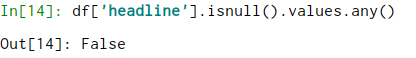 In[14]: df['headline'].isnull().values.any()
Out[14]: False